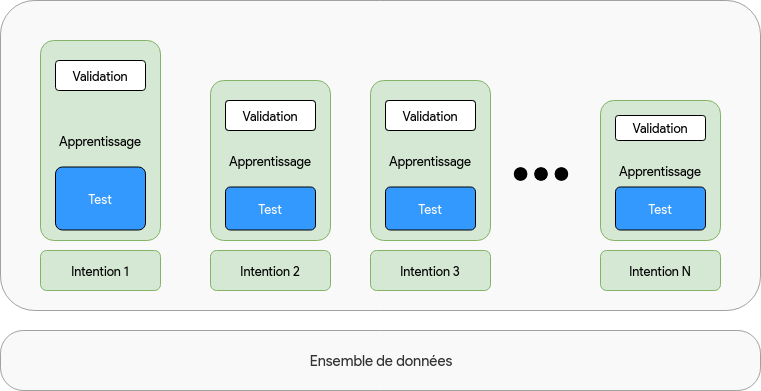 Validation
Apprentissage
Test
Intention 1
Validation
Apprentissage
Test
Intention 2
Validation
Apprentissage
Test
Intention 3
Validation
Apprentissage
Test
Intention N
Ensemble de données